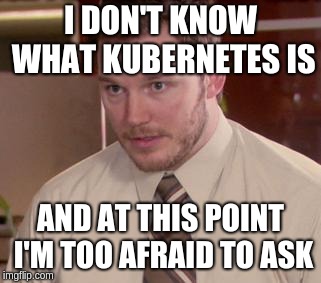 I DON'T KNOW
WHAT KUBERNETES IS
AND AT THIS POINT
I'M TOO AFRAID TO ASK
imgflip.com